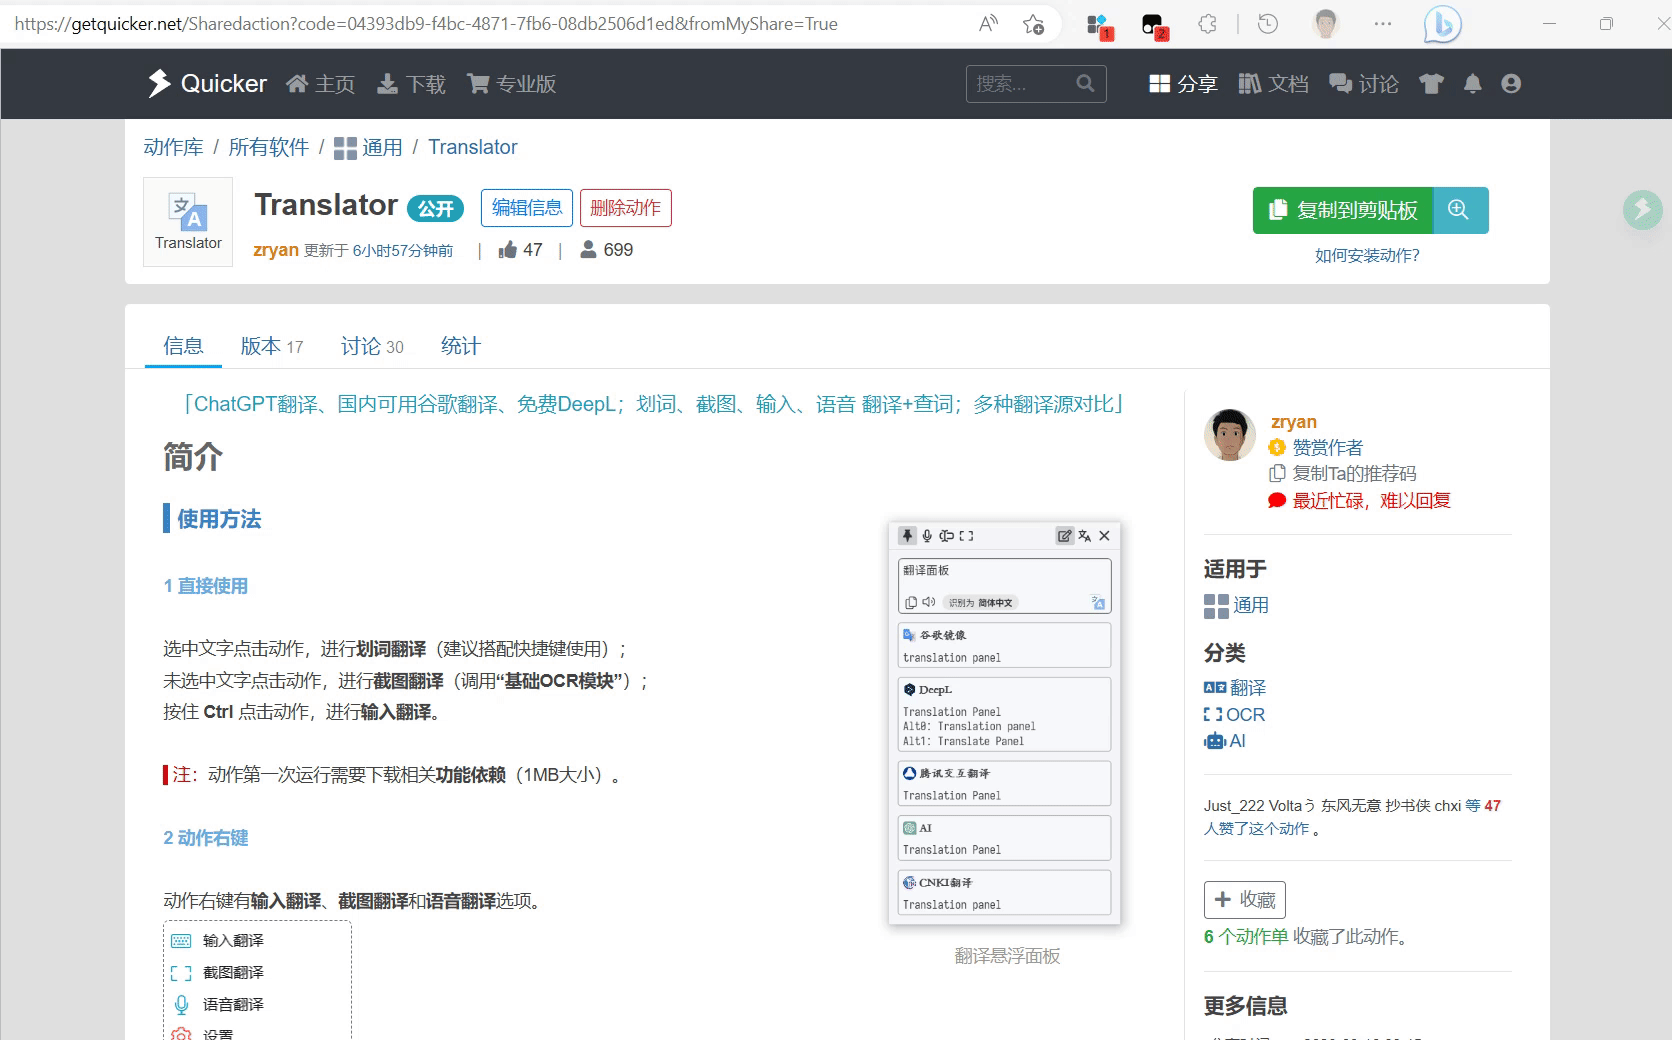 https://getquicker.net/Sharedaction?code=04393db9-f4bc-4871-7fb6-08db2506d1ed&fromMyShare=True
1
2
Quicker 主页 下载 专业版 搜索... 分享 文档 讨论
动作库 / 所有软件 / 通用 / Translator
Translator
Translator 公开 编辑信息 删除动作
zryan 更新于 6小时57分钟前 | 47 | 699
复制到剪贴板
如何安装动作?
信息 版本 17 讨论 30 统计
「ChatGPT翻译、国内可用谷歌翻译、免费DeepL；划词、截图、输入、语音 翻译+查词；多种翻译源对比」
简介
使用方法
1 直接使用
选中文字点击动作，进行划词翻译（建议搭配快捷键使用）；
未选中文字点击动作，进行截图翻译（调用“基础OCR模块”）；
按住 Ctrl 点击动作，进行输入翻译。
注：动作第一次运行需要下载相关功能依赖（1MB大小）。
2 动作右键
动作右键有输入翻译、截图翻译和语音翻译选项。
输入翻译
截图翻译
语音翻译
设置
翻译面板
识别为 简体中文
谷歌镜像
translation panel
DeepL
Translation Panel
Alt0: Translation panel
Alt1: Translate Panel
腾讯交互翻译
Translation Panel
AI
Translation Panel
CNKI翻译
Translation panel
翻译悬浮面板
zryan
赞赏作者
复制Ta的推荐码
最近忙碌，难以回复
适用于
通用
分类
翻译
OCR
AI
Just_222 Voltaう 东风无意 抄书侠 chxi 等 47
人赞了这个动作 。
收藏
6 个动作单 收藏了此动作。
更多信息